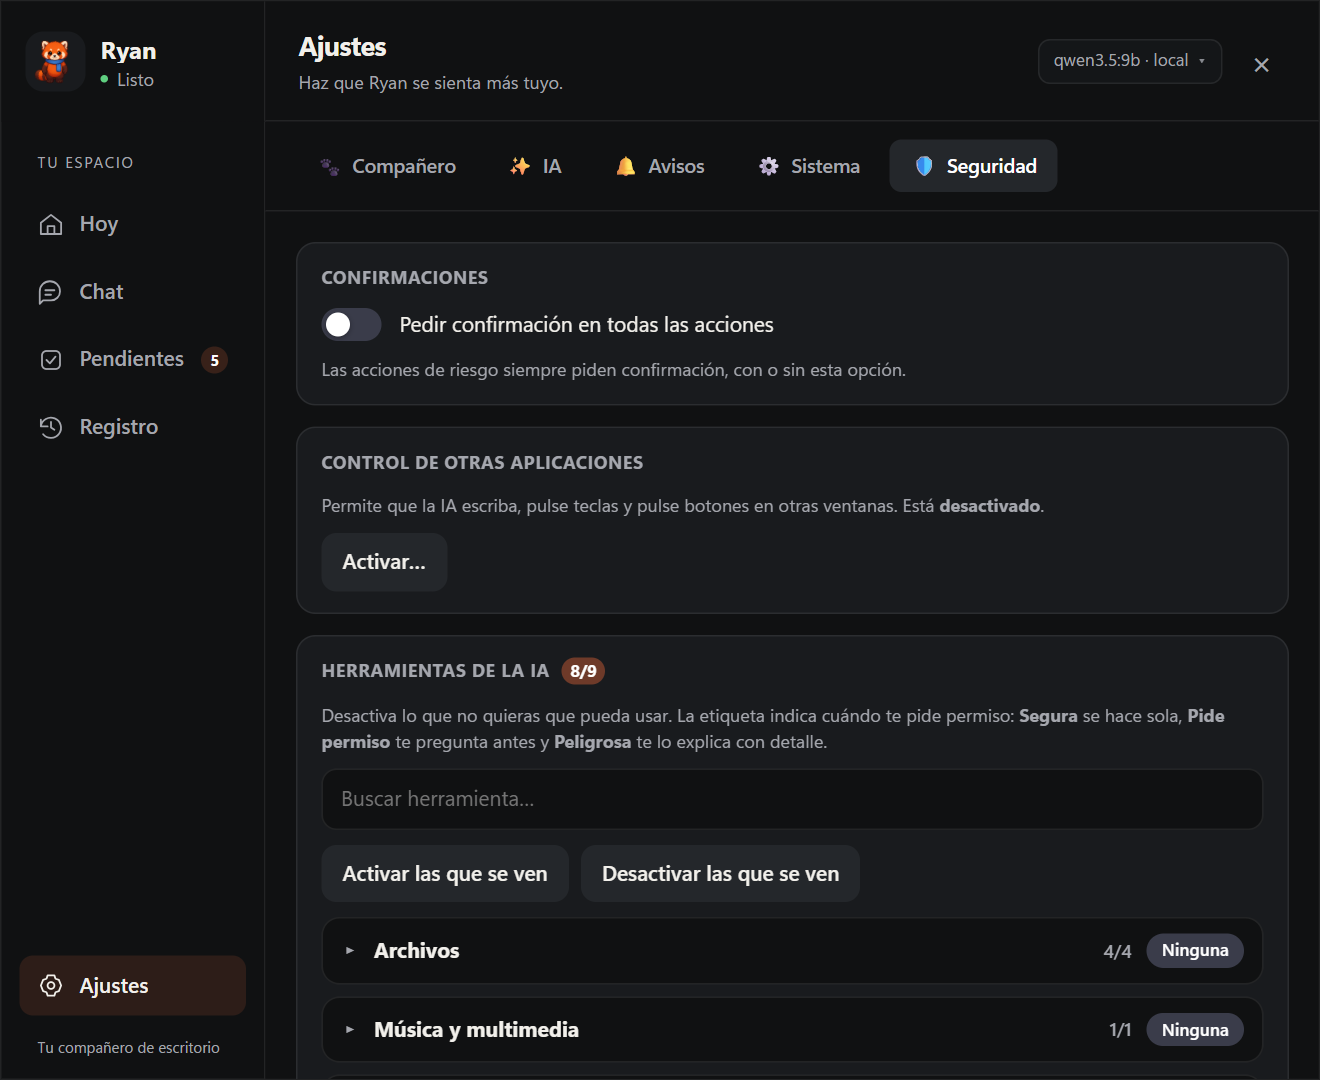 Ryan
Listo
TU ESPACIO
Hoy
Chat
Pendientes 5
Registro
Ajustes
Tu compañero de escritorio
Ajustes
Haz que Ryan se sienta más tuyo.
qwen3.5:9b · local
Compañero
IA
Avisos
Sistema
Seguridad
CONFIRMACIONES
Pedir confirmación en todas las acciones
Las acciones de riesgo siempre piden confirmación, con o sin esta opción.
CONTROL DE OTRAS APLICACIONES
Permite que la IA escriba, pulse teclas y pulse botones en otras ventanas. Está desactivado.
Activar...
HERRAMIENTAS DE LA IA 8/9
Desactiva lo que no quieras que pueda usar. La etiqueta indica cuándo te pide permiso: Segura se hace sola, Pide
permiso te pregunta antes y Peligrosa te lo explica con detalle.
Buscar herramienta...
Activar las que se ven
Desactivar las que se ven
Archivos 4/4 Ninguna
Música y multimedia 1/1 Ninguna